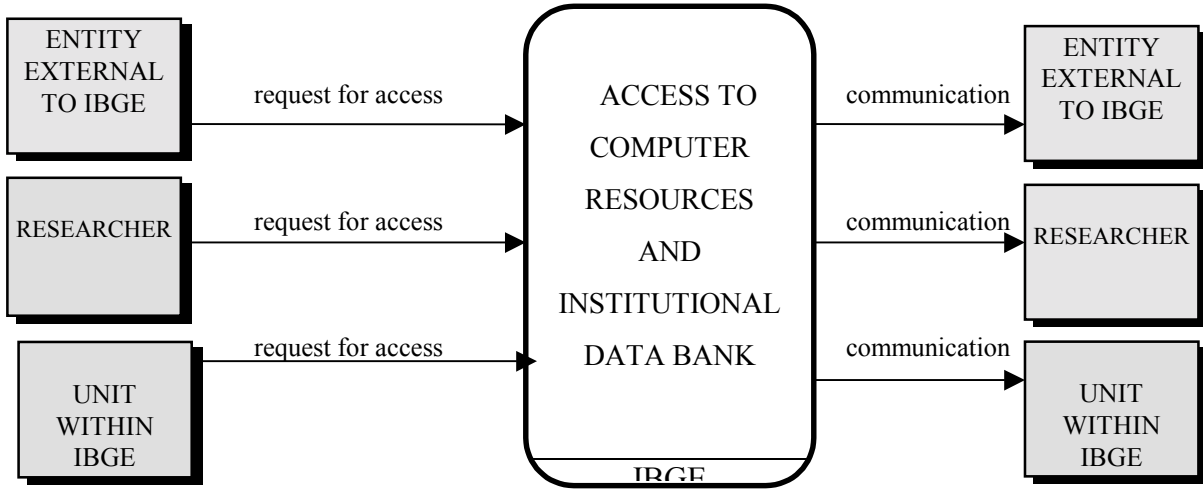 ENTITY
EXTERNAL
TO IBGE
request for access
RESEARCHER
request for access
UNIT
WITHIN
IBGE
request for access
ACCESS TO
COMPUTER
RESOURCES
AND
INSTITUTIONAL
DATA BANK
IBGE
communication
ENTITY
EXTERNAL
TO IBGE
communication
RESEARCHER
communication
UNIT
WITHIN
IBGE